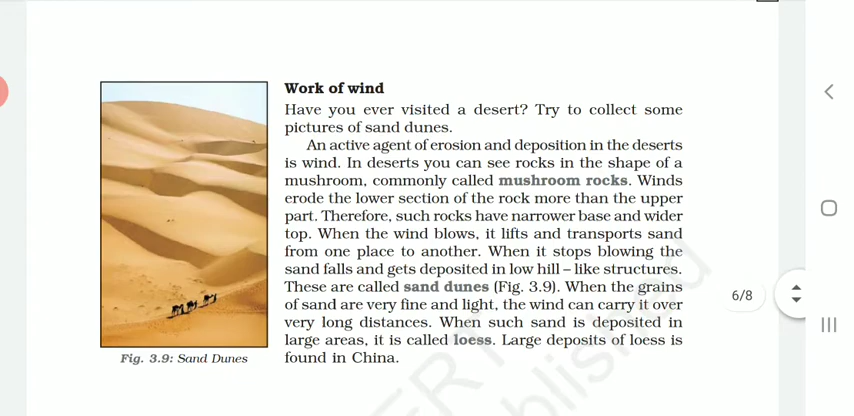 Work of wind
Have you ever visited a desert? Try to collect some
pictures of sand dunes.
An active agent of erosion and deposition in the deserts
is wind. In deserts you can see rocks in the shape of a
mushroom, commonly called mushroom rocks. Winds
erode the lower section of the rock more than the upper
part. Therefore, such rocks have narrower base and wider
top. When the wind blows, it lifts and transports sand
from one place to another. When it stops blowing the
sand falls and gets deposited in low hill – like structures.
These are called sand dunes (Fig. 3.9). When the grains
of sand are very fine and light, the wind can carry it over
very long distances. When such sand is deposited in
large areas, it is called loess. Large deposits of loess is
found in China.
Fig. 3.9: Sand Dunes
6/8